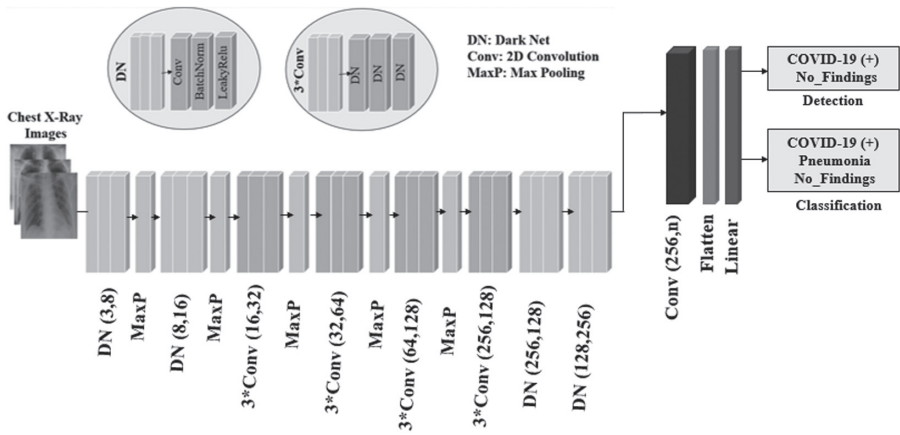 DN
Conv
BatchNorm
LeakyRelu
3*Conv
DN
DN
DN
DN: Dark Net
Conv: 2D Convolution
MaxP: Max Pooling
Chest X-Ray
Images
DN (3,8)
MaxP
DN (8,16)
MaxP
3*Conv (16,32)
MaxP
3*Conv (32,64)
MaxP
3*Conv (64,128)
MaxP
3*Conv (256,128)
DN (256,128)
DN (128,256)
Conv (256,n)
Flatten
Linear
COVID-19 (+)
No_Findings
Detection
COVID-19 (+)
Pneumonia
No_Findings
Classification